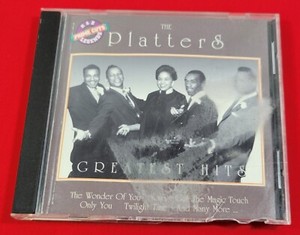 THE
Platters
GREATEST HITS
The Wonder Of You The Magic Touch
Only You Twilight Time And Many More ...